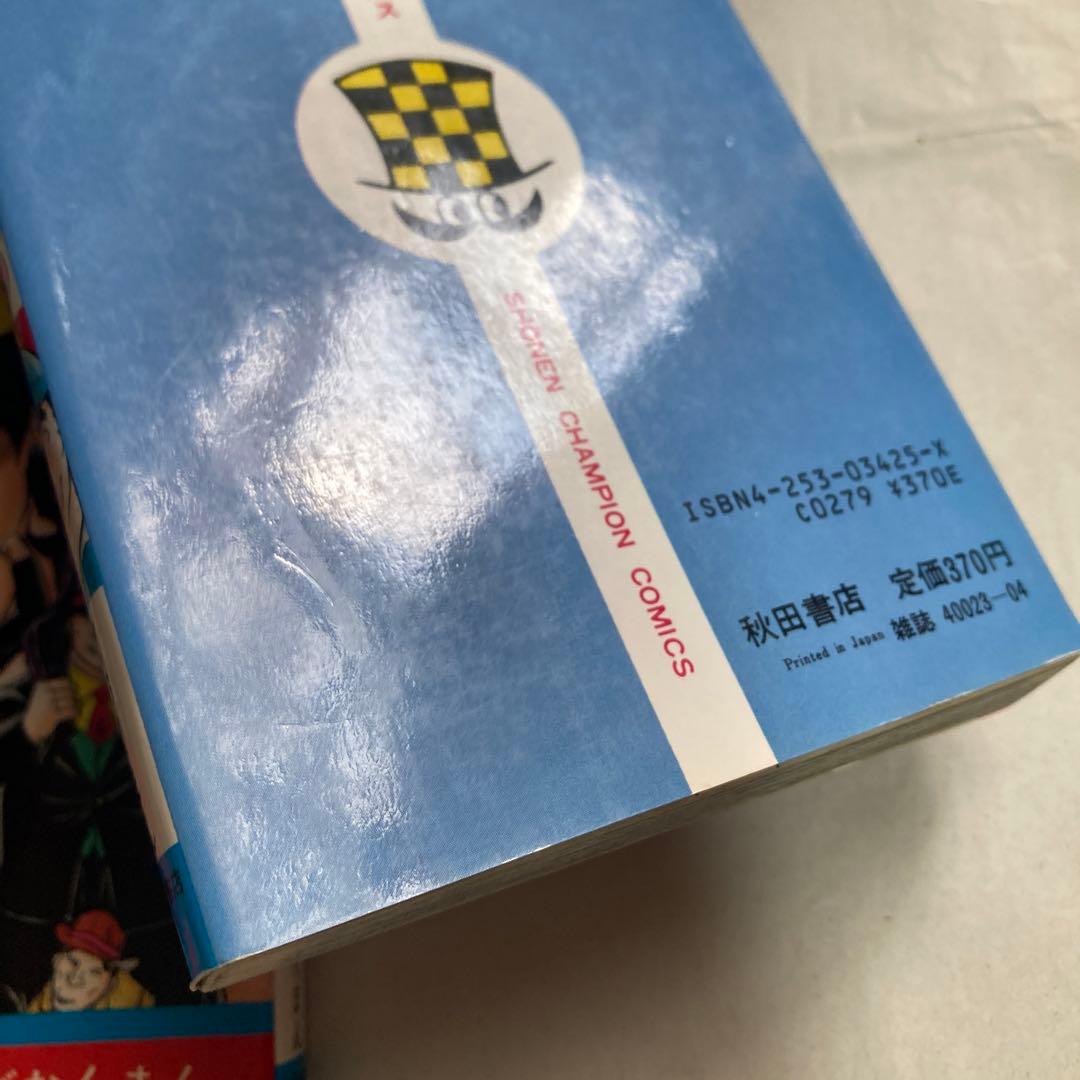 ス
SHONEN CHAMPION COMICS
ISBN4-253-03425-X
C0279 ¥370E
秋田書店 定価370円
Printed in Japan 雑誌 40023—04